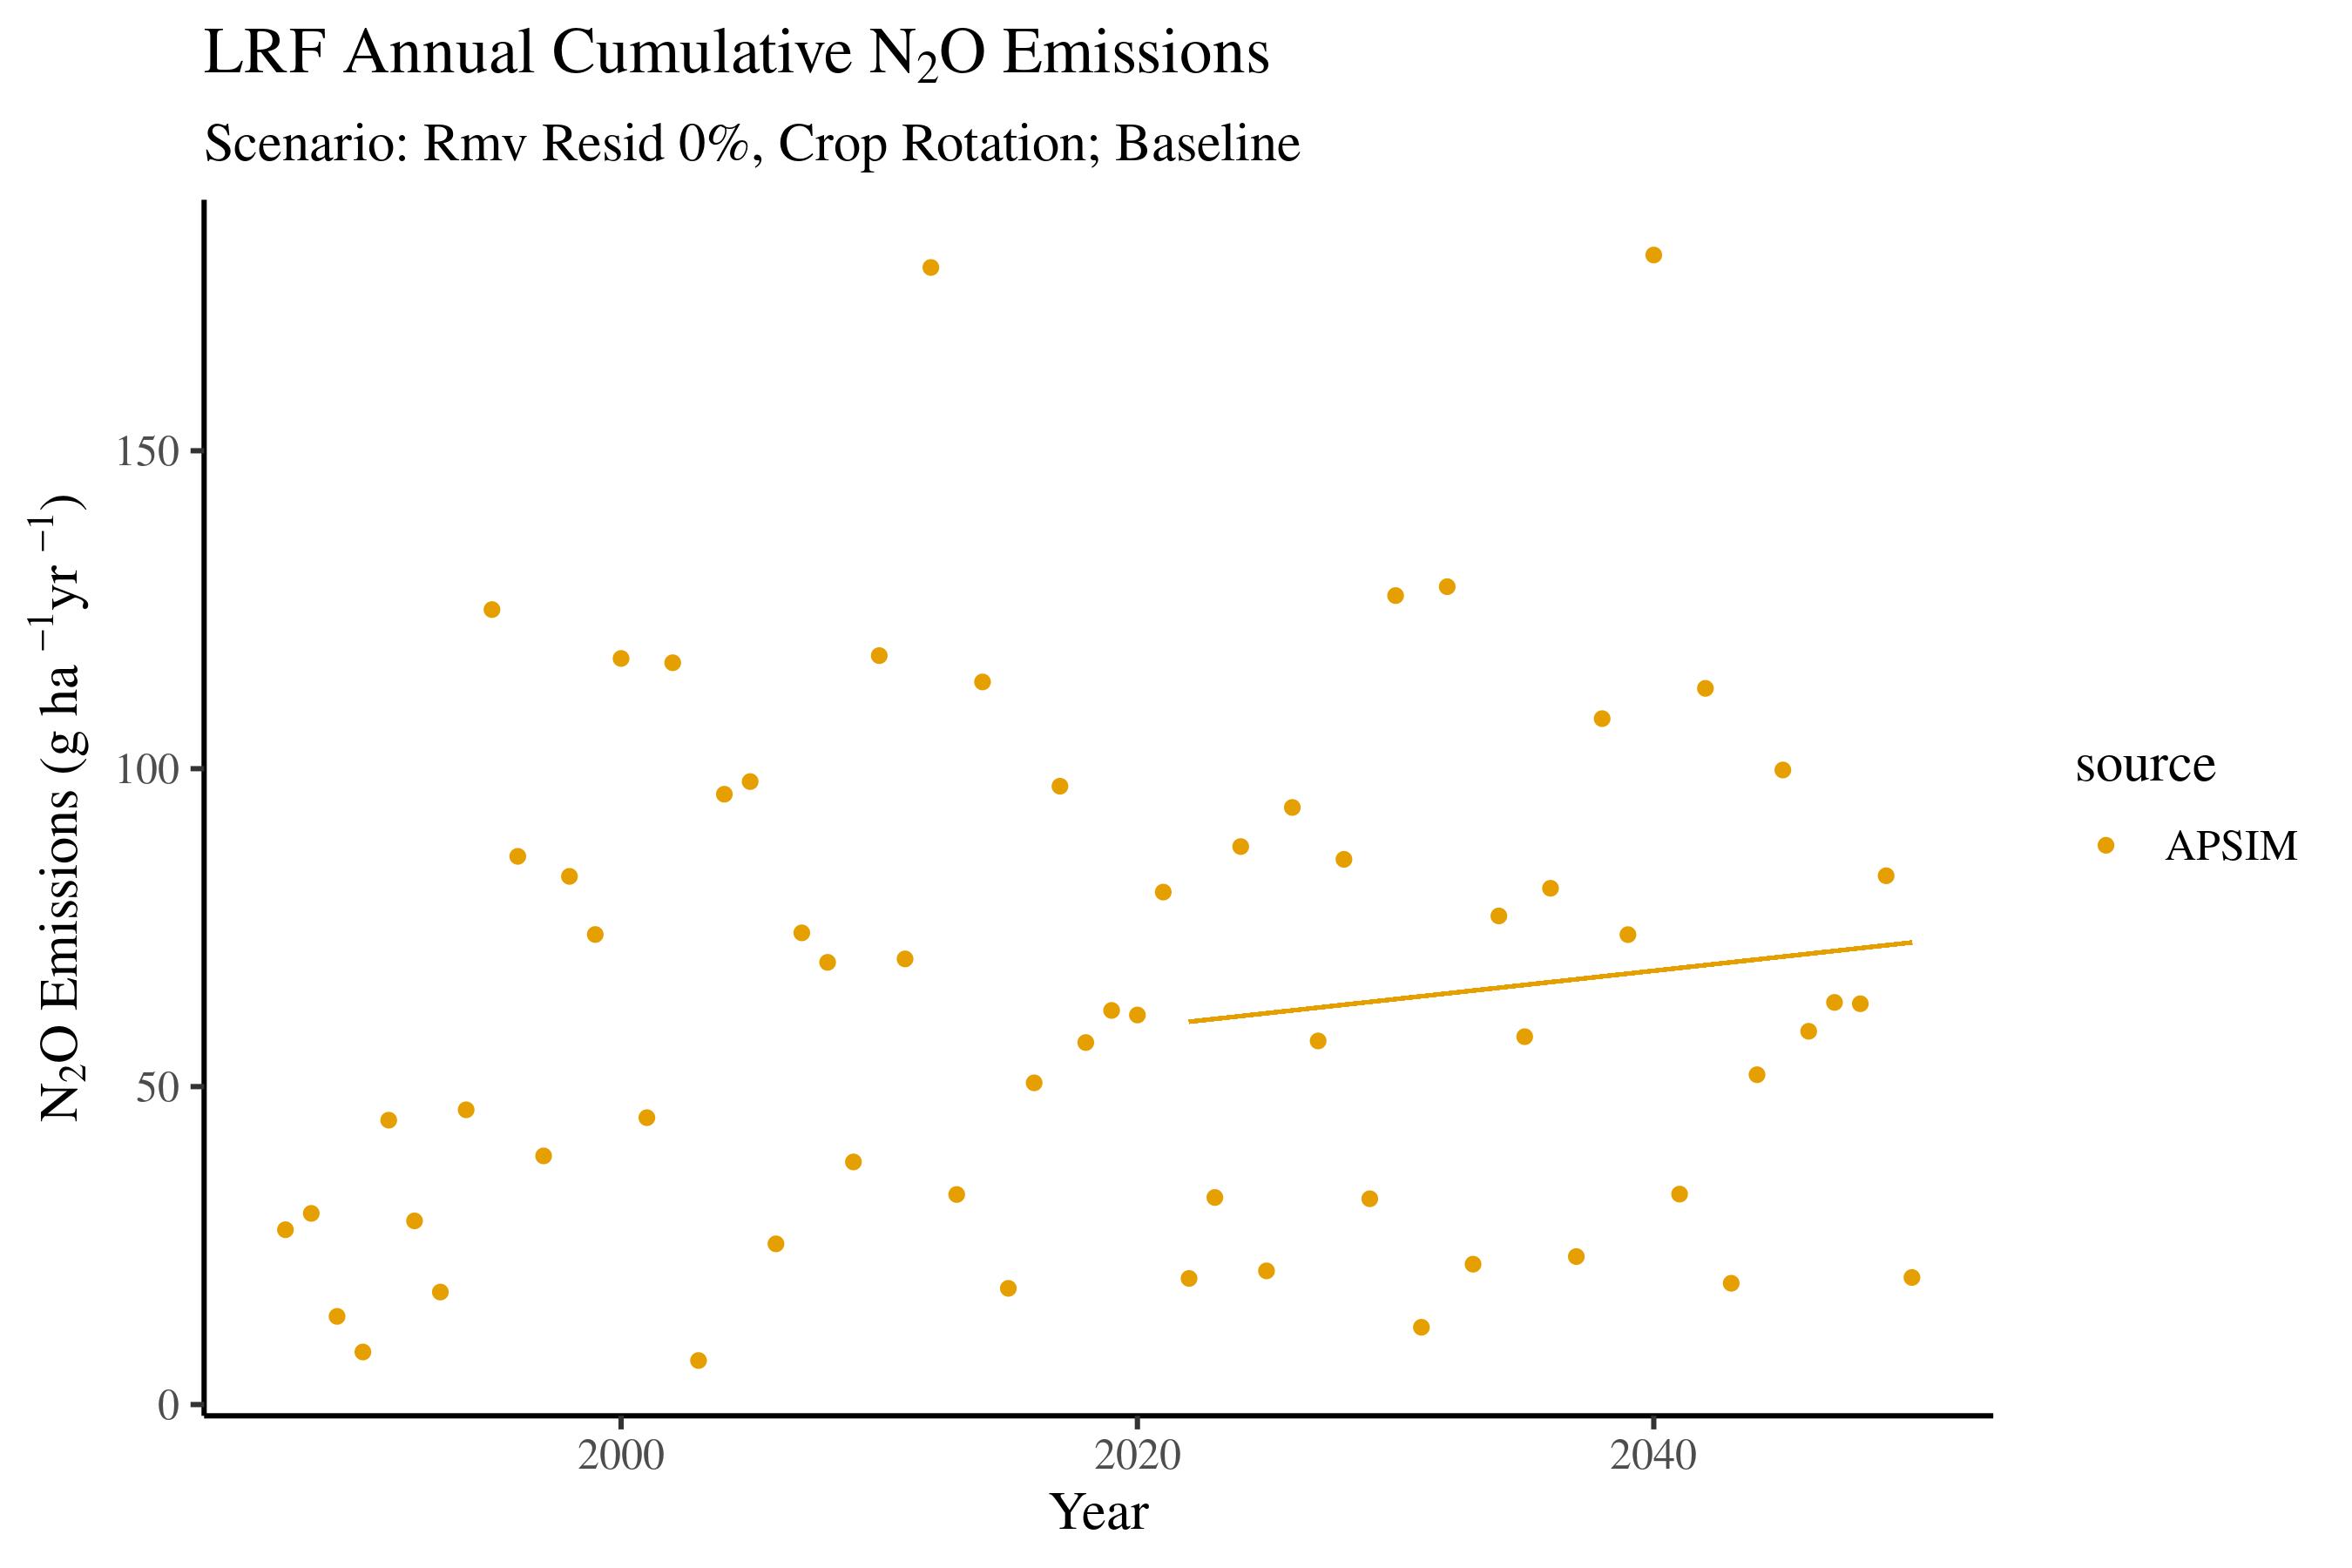 LRF Annual Cumulative N₂O Emissions
Scenario: Rmv Resid 0%, Crop Rotation; Baseline
N₂O Emissions (g ha ⁻¹yr ⁻¹)
150
100
50
0
2000 2020 2040
Year
source
APSIM